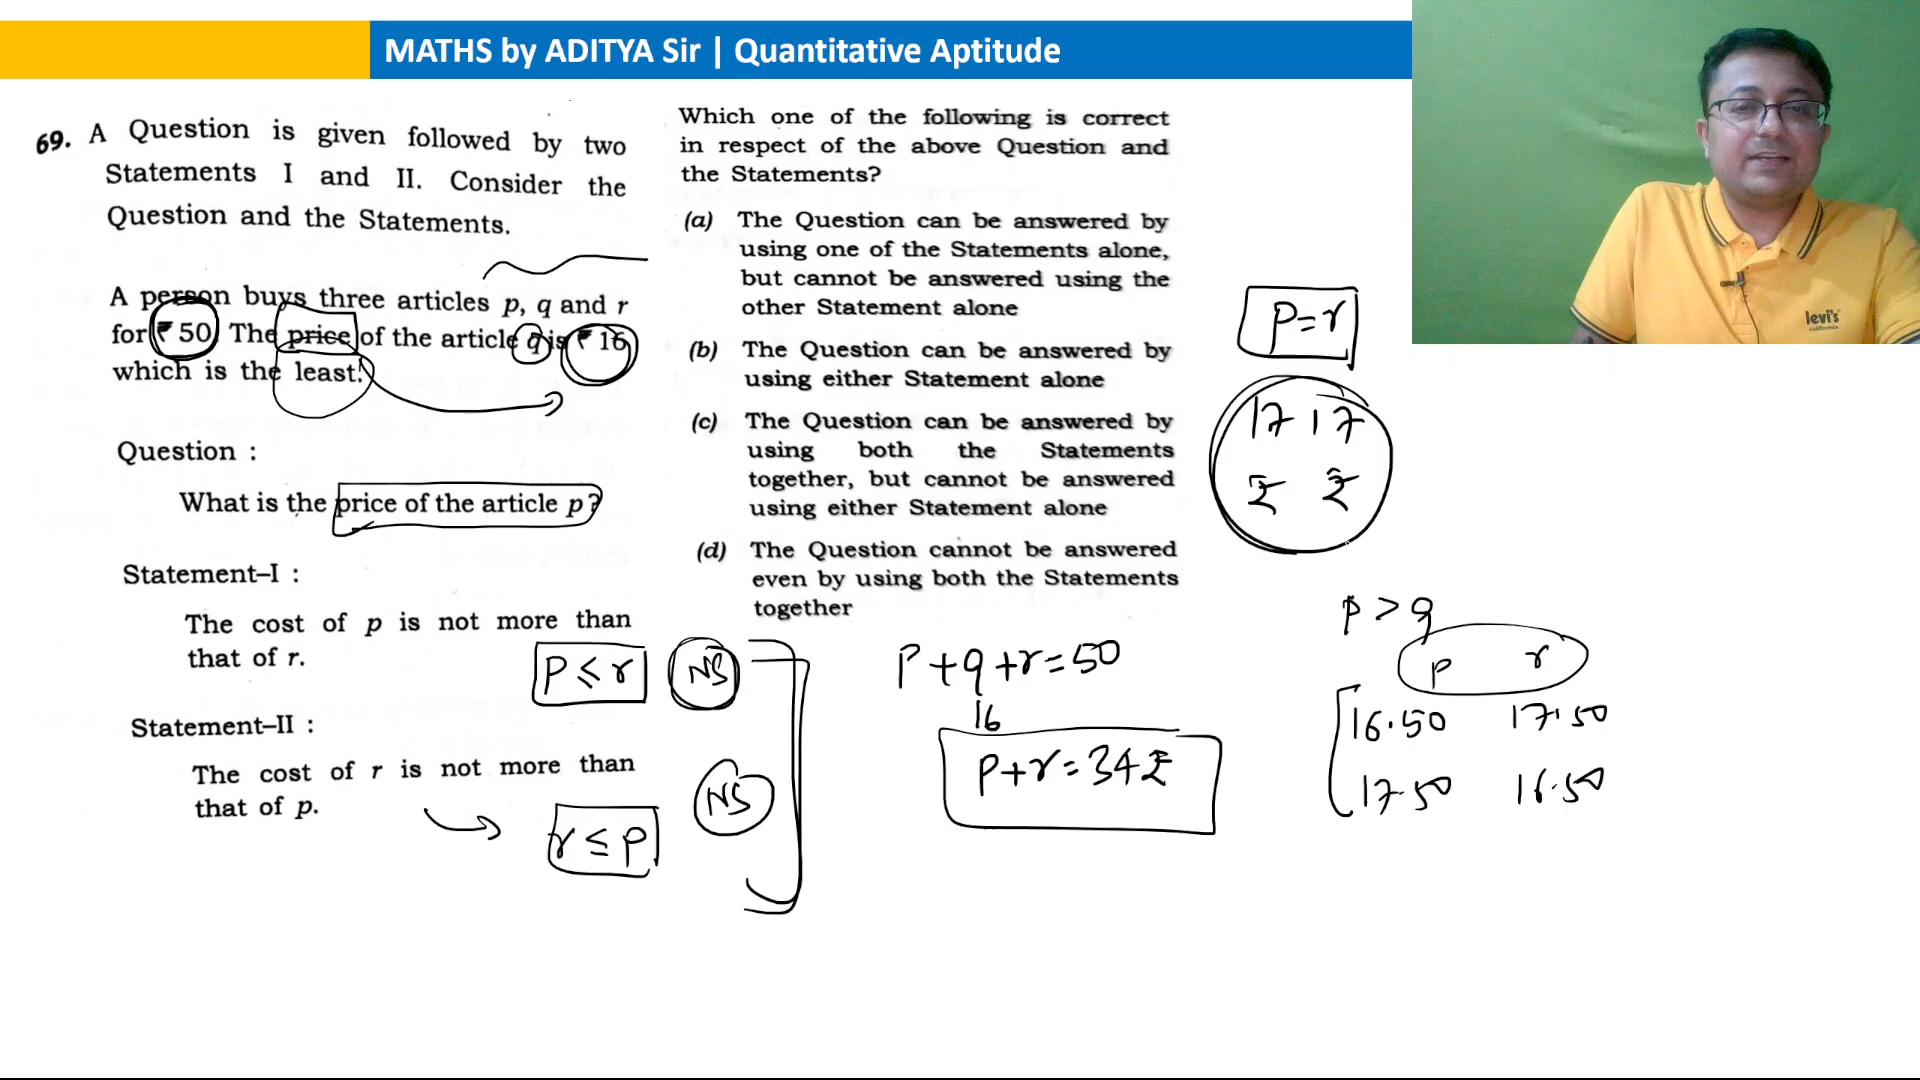 MATHS by ADITYA Sir | Quantitative Aptitude
69. A Question is given followed by two
Statements I and II. Consider the
Question and the Statements.
A person buys three articles p, q and r
for ₹ 50. The price of the article q is ₹ 16
which is the least.
Question :
What is the price of the article p?
Statement–I :
The cost of p is not more than
that of r.
P ≤ r
NS
Statement–II :
The cost of r is not more than
that of p.
r ≤ P
NS
Which one of the following is correct
in respect of the above Question and
the Statements?
(a) The Question can be answered by
using one of the Statements alone,
but cannot be answered using the
other Statement alone
(b) The Question can be answered by
using either Statement alone
(c) The Question can be answered by
using both the Statements
together, but cannot be answered
using either Statement alone
(d) The Question cannot be answered
even by using both the Statements
together
P+q+r=50
16
P+r=34₹
P=r
17 17
₹ ₹
P > q
p r
16.50 17.50
17.50 16.50
levi's
california